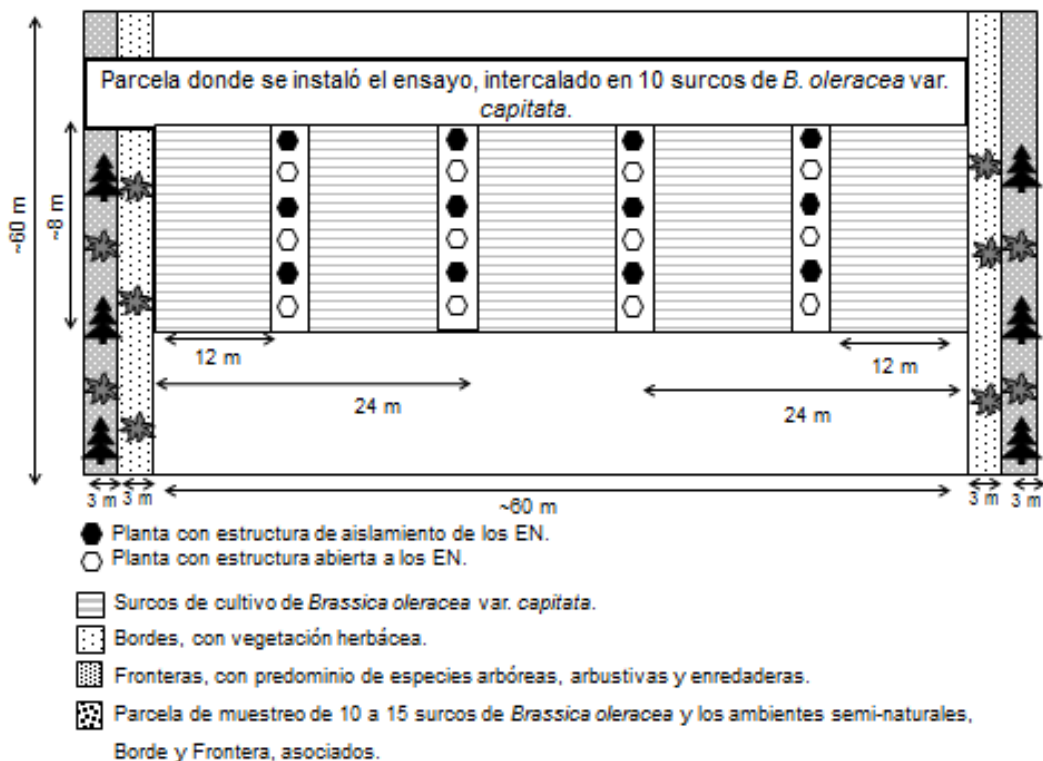 Parcela donde se instaló el ensayo, intercalado en 10 surcos de B. oleracea var.
capitata.
~60 m
~8 m
12 m
12 m
24 m
24 m
3 m
3 m
~60 m
3 m
3 m
Planta con estructura de aislamiento de los EN.
Planta con estructura abierta a los EN.
Surcos de cultivo de Brassica oleracea var. capitata.
Bordes, con vegetación herbácea.
Fronteras, con predominio de especies arbóreas, arbustivas y enredaderas.
Parcela de muestreo de 10 a 15 surcos de Brassica oleracea y los ambientes semi-naturales,
Borde y Frontera, asociados.